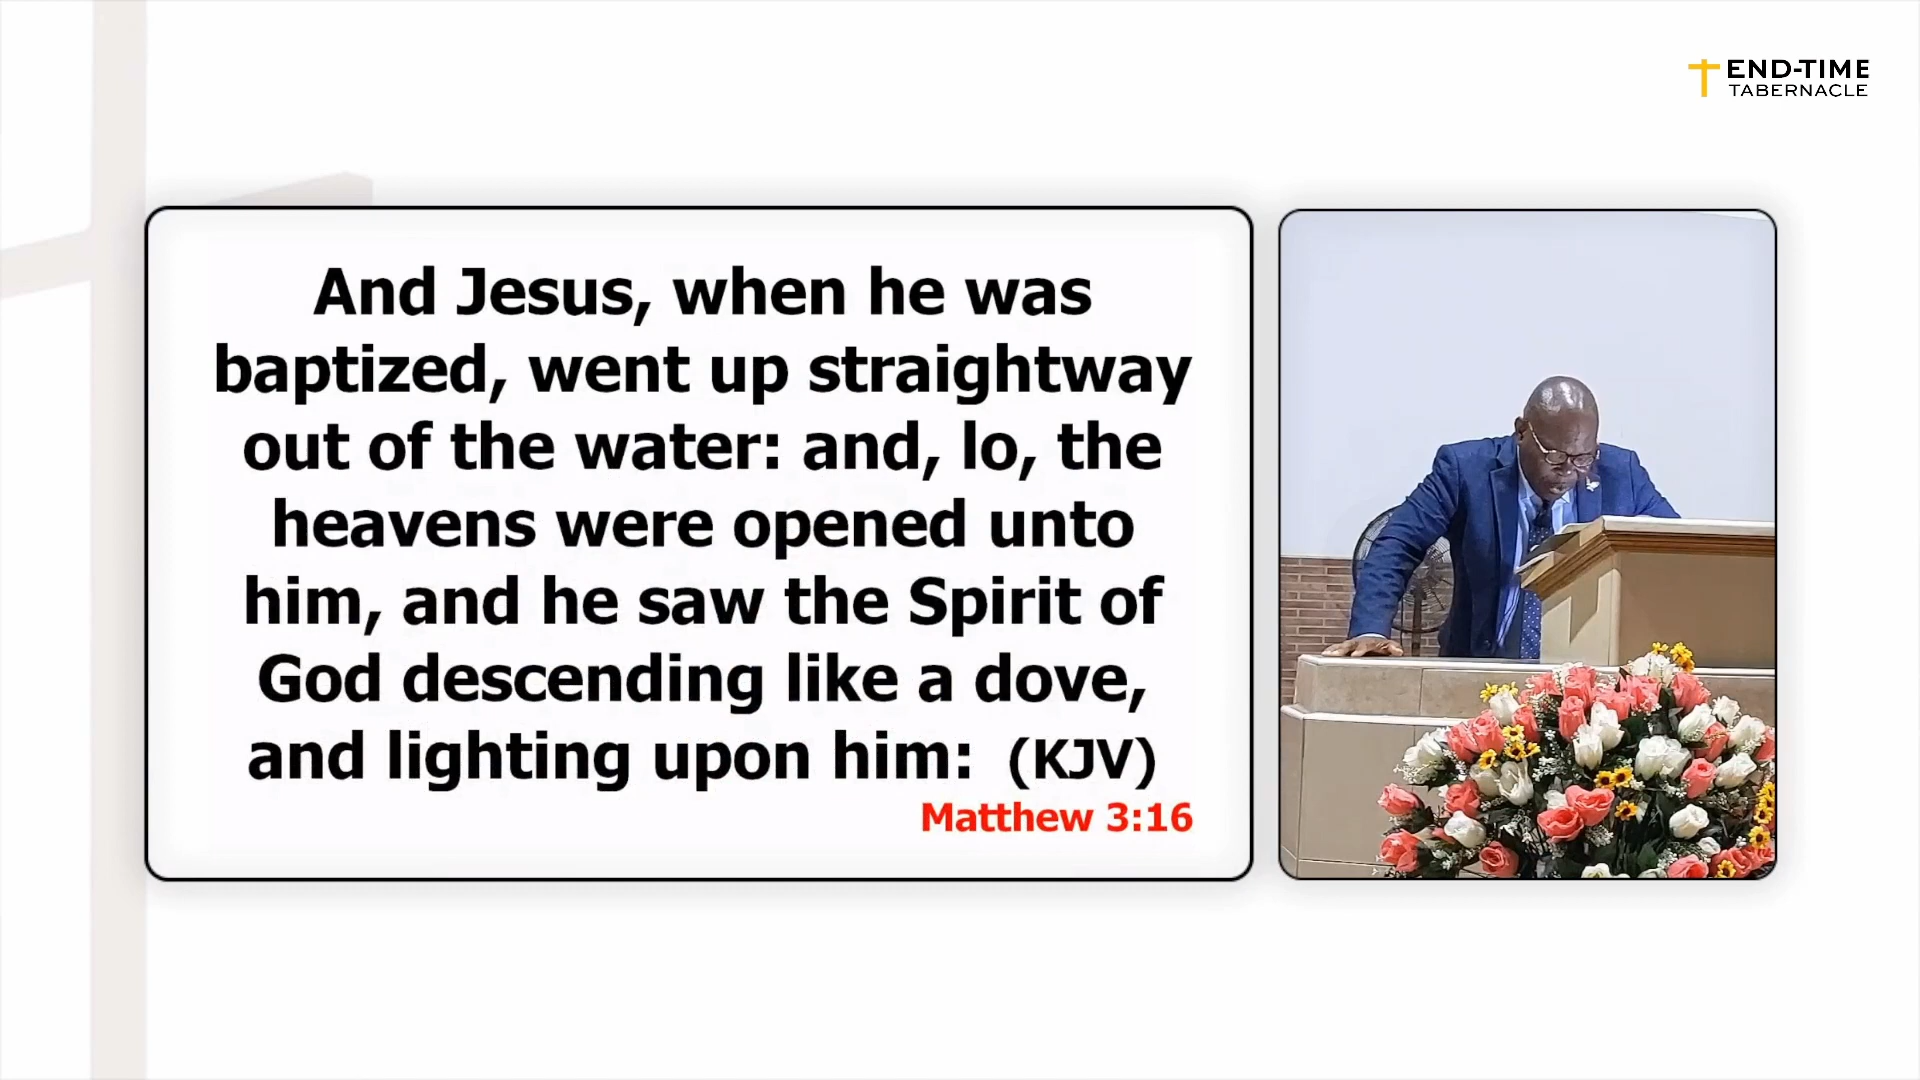 END-TIME
TABERNACLE
And Jesus, when he was
baptized, went up straightway
out of the water: and, lo, the
heavens were opened unto
him, and he saw the Spirit of
God descending like a dove,
and lighting upon him: (KJV)
Matthew 3:16